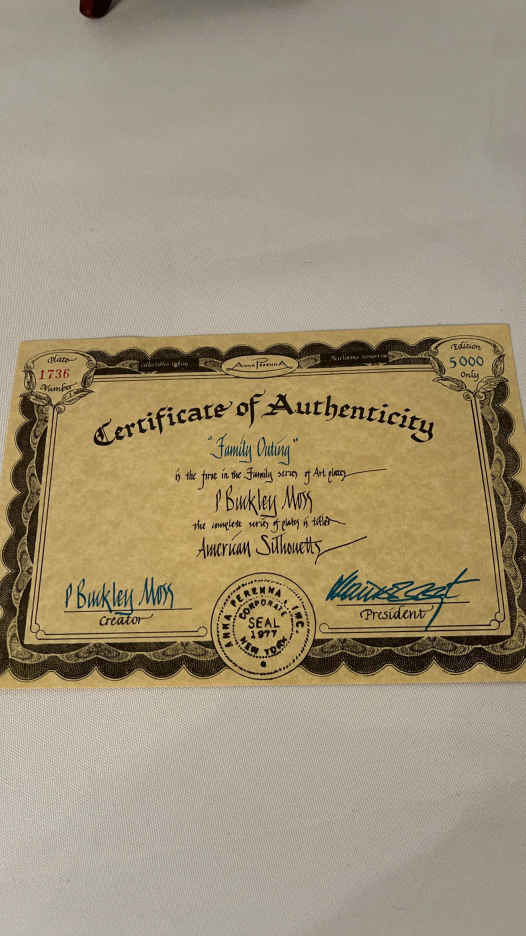 Plate
1736
Number
Anna Perenna
Edition
5000
Only
Certificate of Authenticity
"Family Outing"
is the first in the Family series of Art plates
P Buckley Moss
the complete series of plates is titled
American Silhouettes
P Buckley Moss
Creator
President
ANNA PERENNA, INC.
CORPORATE
SEAL
1977
NEW YORK